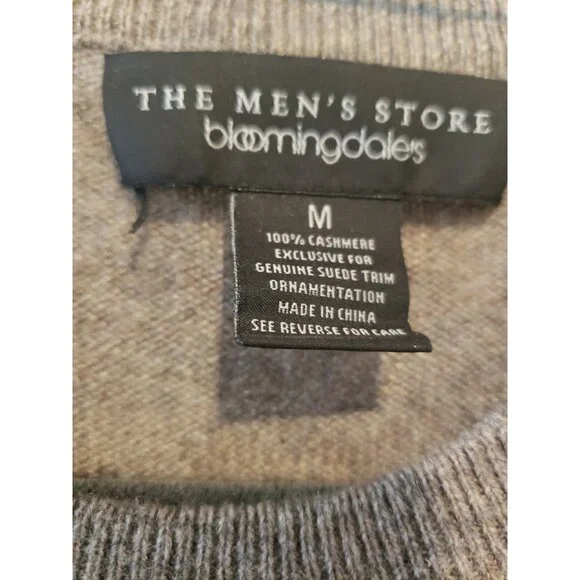 THE MEN'S STORE
bloomingdale's
M
100% CASHMERE
EXCLUSIVE FOR
GENUINE SUEDE TRIM
ORNAMENTATION
MADE IN CHINA
SEE REVERSE FOR CARE